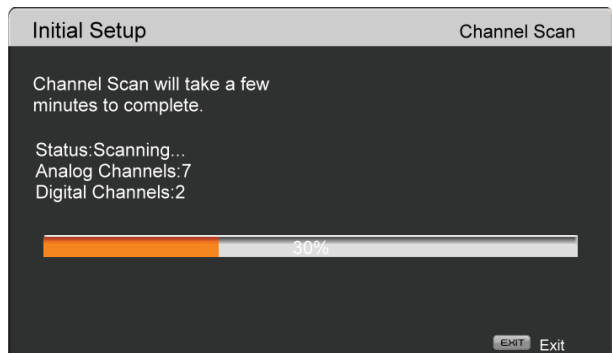 Initial Setup Channel Scan
Channel Scan will take a few
minutes to complete.
Status:Scanning...
Analog Channels:7
Digital Channels:2
30%
EXIT Exit